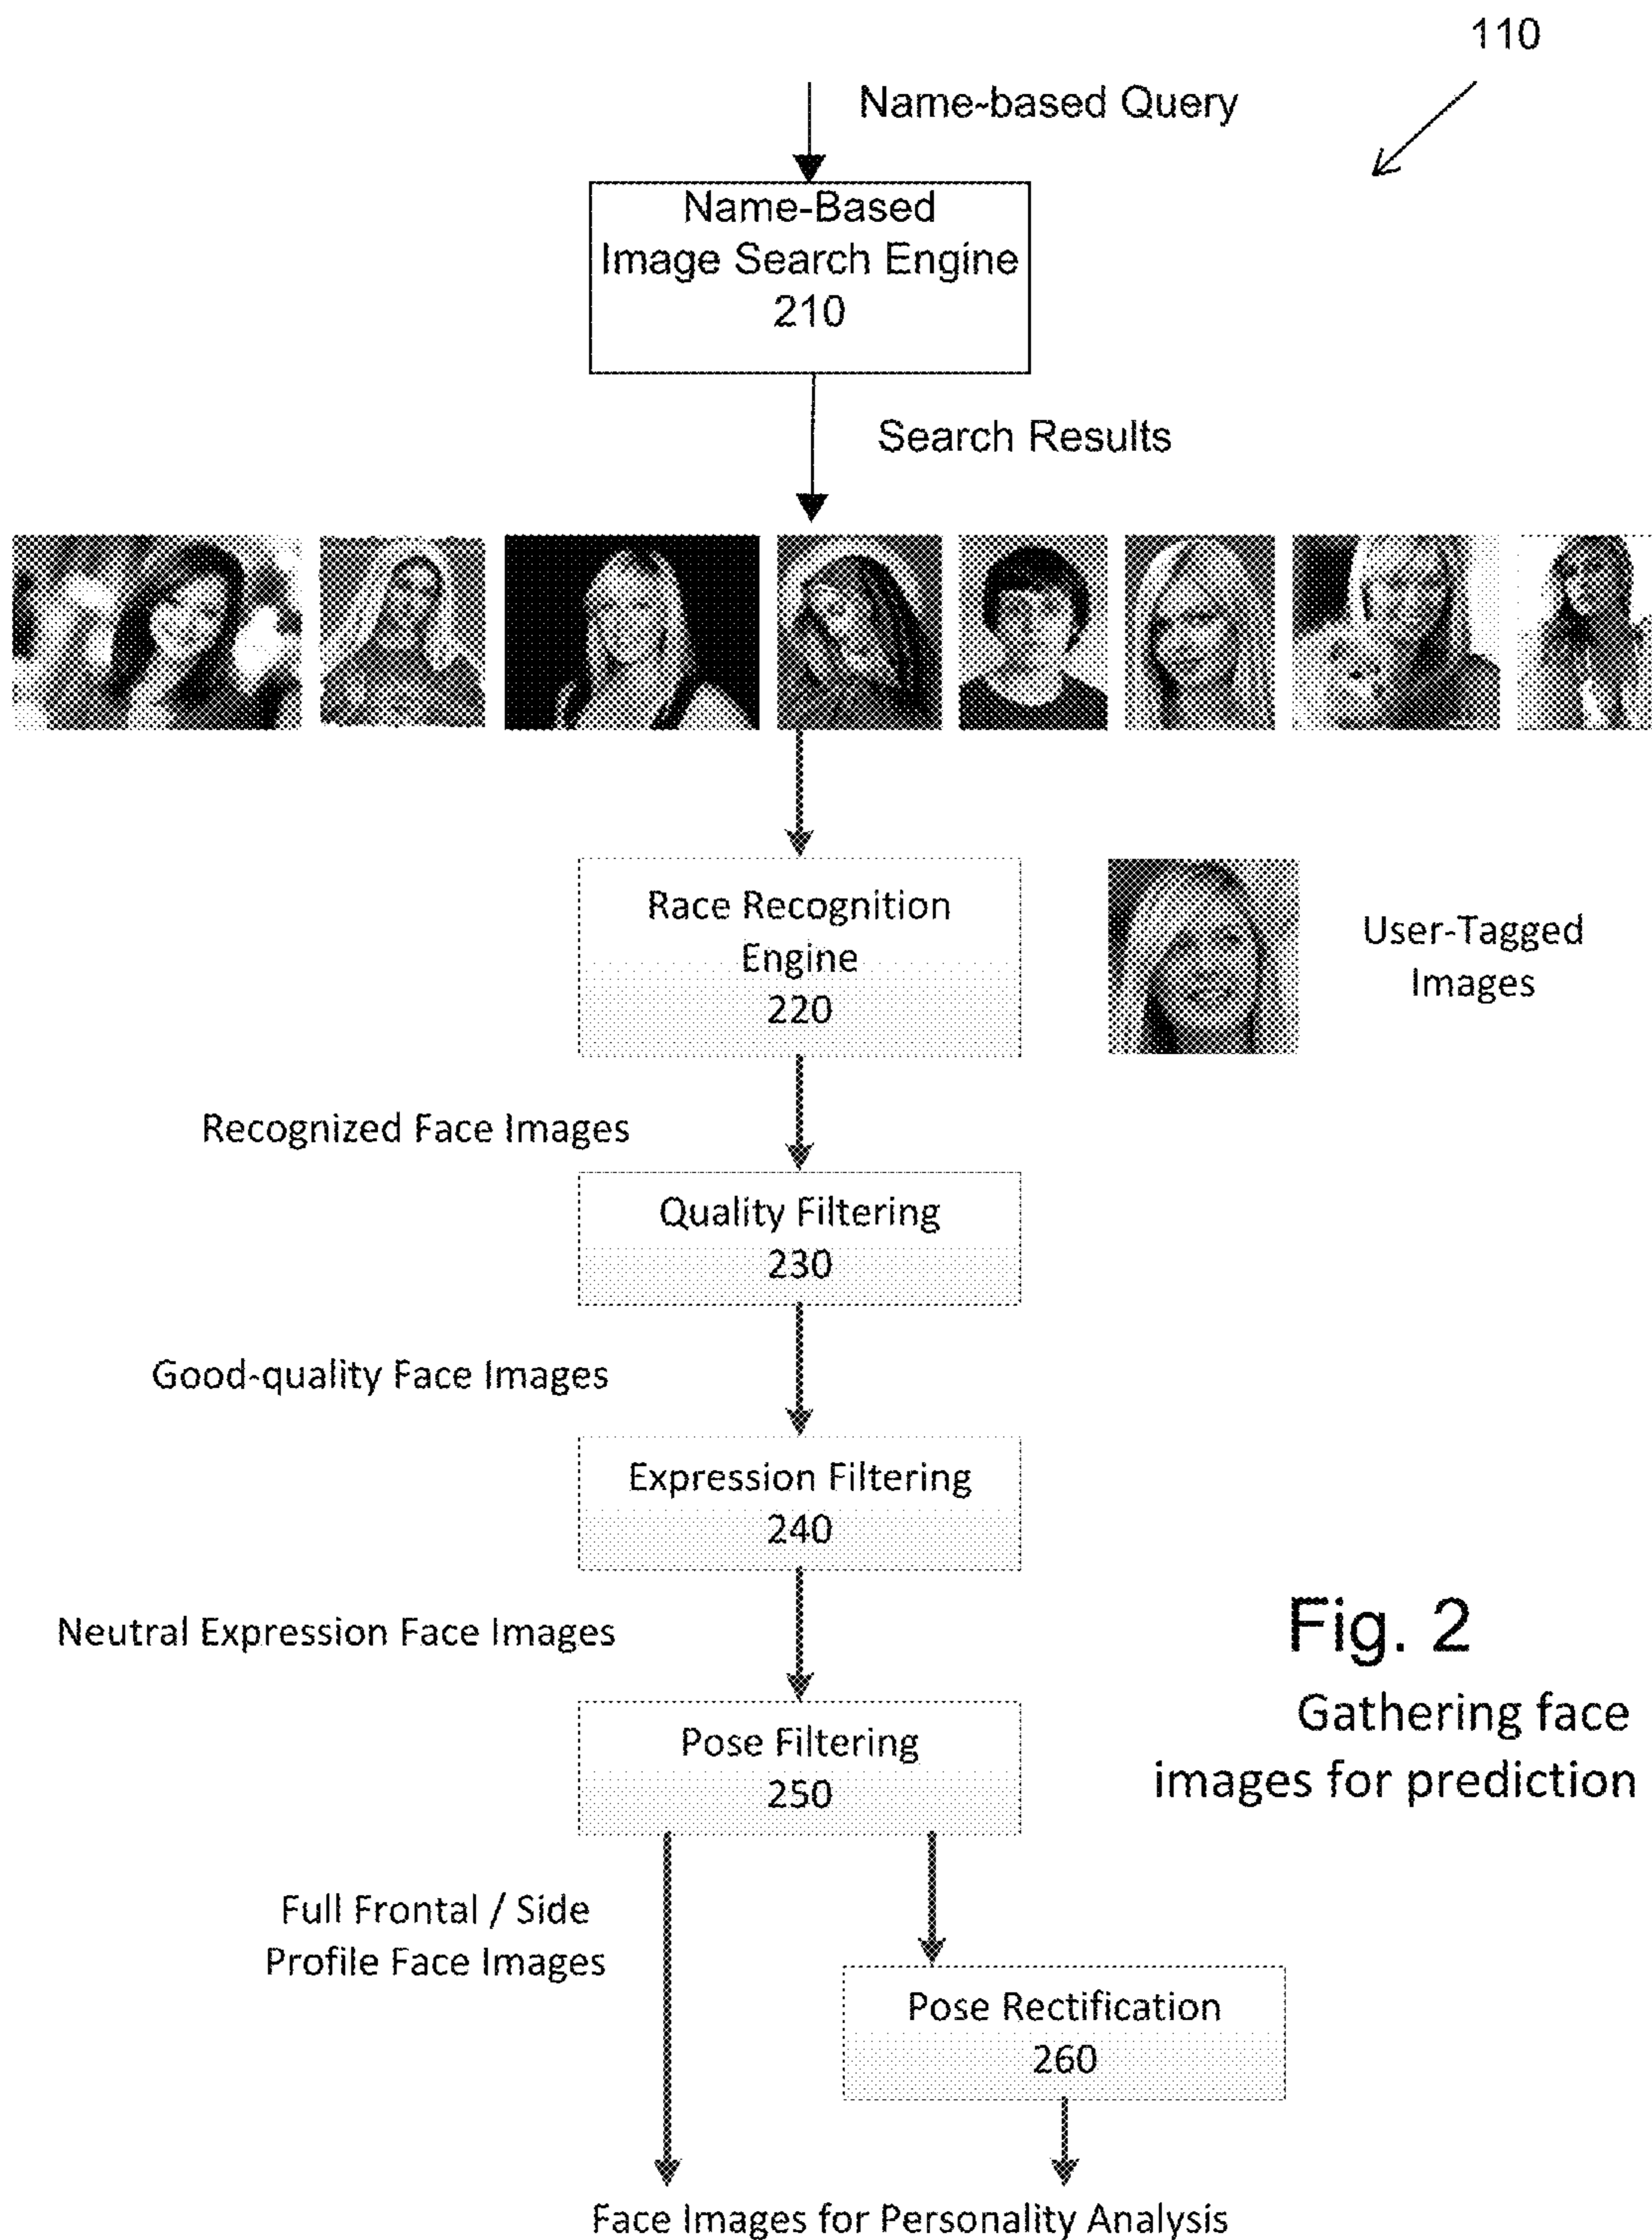 110
Name-based Query
Name-Based
Image Search Engine
210
Search Results
Race Recognition
Engine
220
User-Tagged
Images
Recognized Face Images
Quality Filtering
230
Good-quality Face Images
Expression Filtering
240
Neutral Expression Face Images
Fig. 2
Pose Filtering
250
Gathering face
images for prediction
Full Frontal / Side
Profile Face Images
Pose Rectification
260
Face Images for Personality Analysis